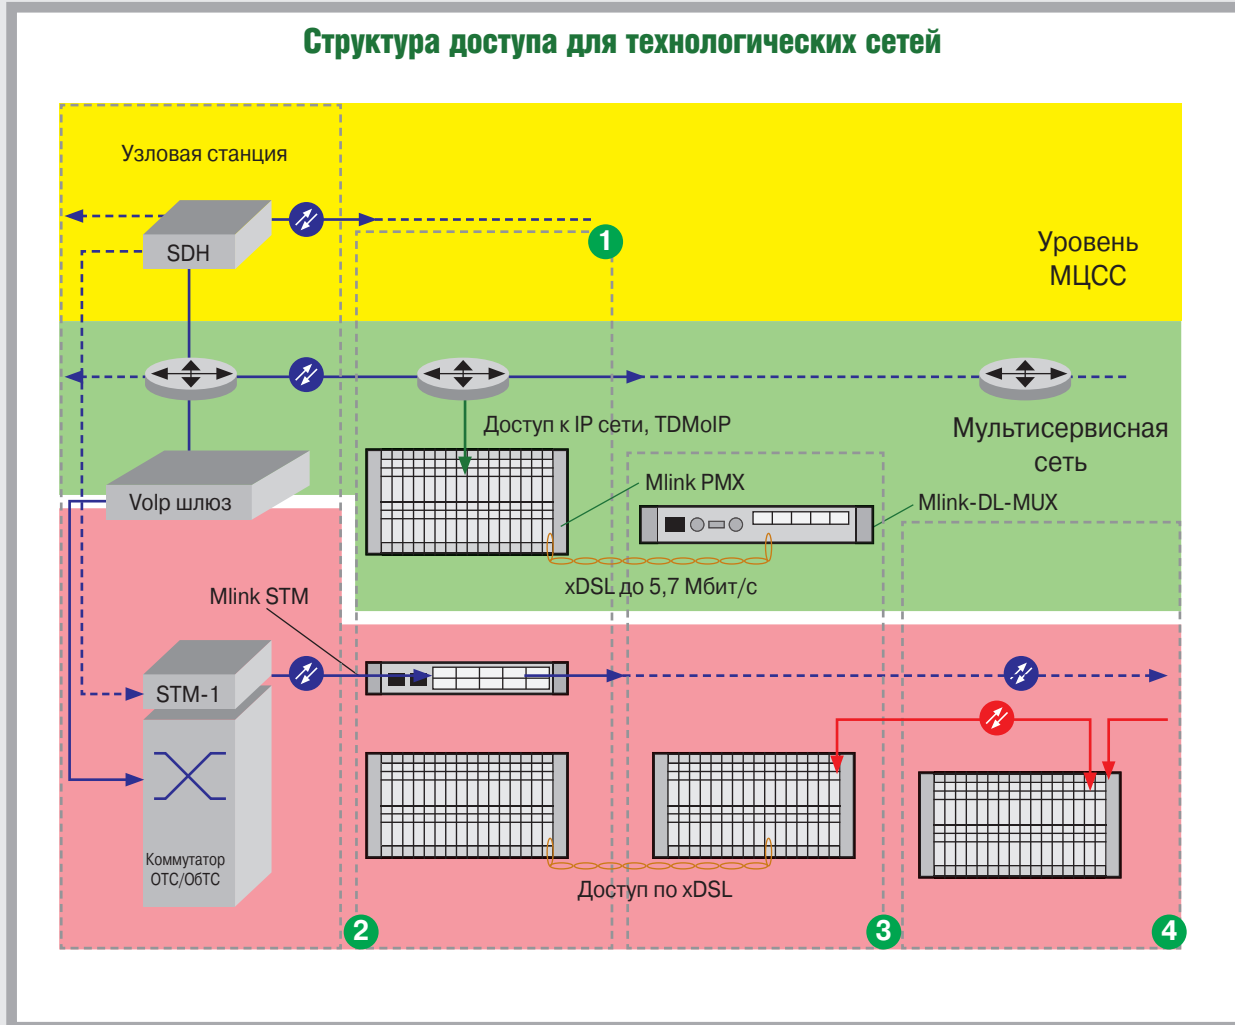 Структура доступа для технологических сетей
Узловая станция
SDH
1
Уровень
МЦСС
Доступ к IP сети, TDMoIP
Мультисервисная
сеть
VoIp шлюз
Mlink PMX
Mlink-DL-MUX
xDSL до 5,7 Мбит/с
Mlink STM
STM-1
Коммутатор
ОТС/ОбТС
Доступ по xDSL
2
3
4